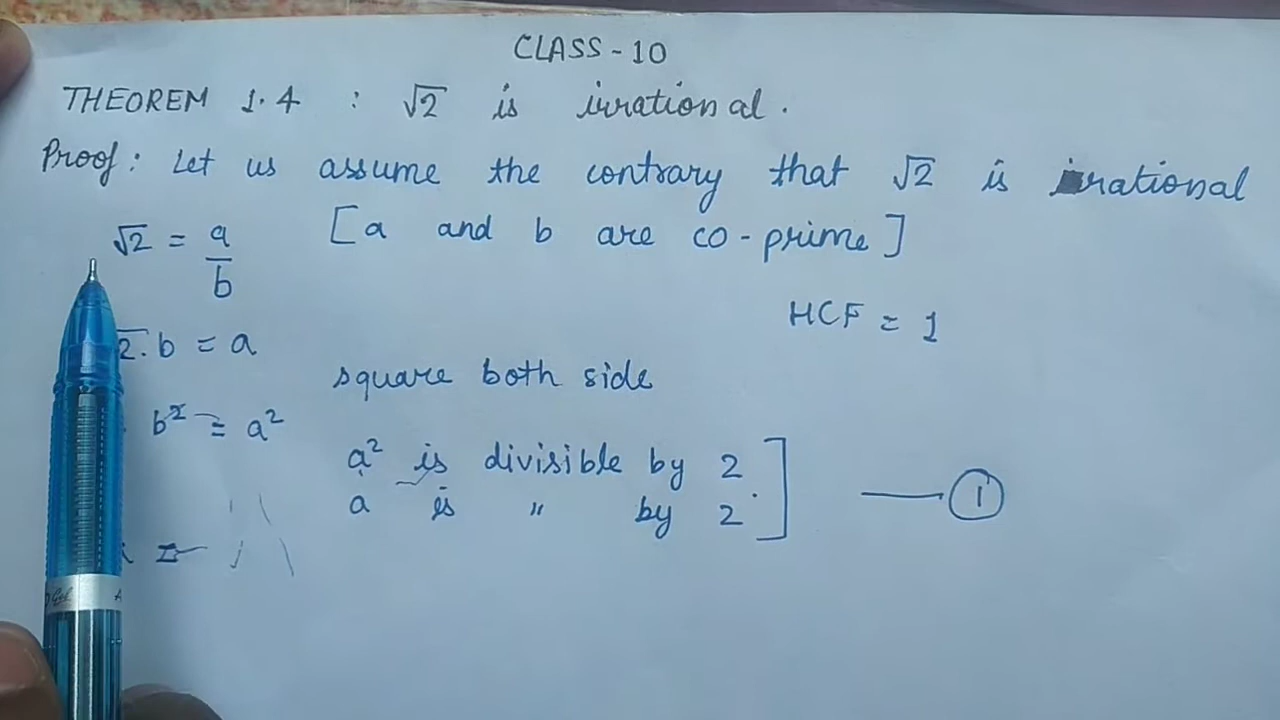 CLASS - 10
THEOREM 1.4 : √2 is irrational.
Proof: Let us assume the contrary that √2 is rational
√2 = a/b [a and b are co-prime]
HCF = 1
2. b = a
square both side
b² = a²
a² is divisible by 2
a is " by 2. ] —— ①
=